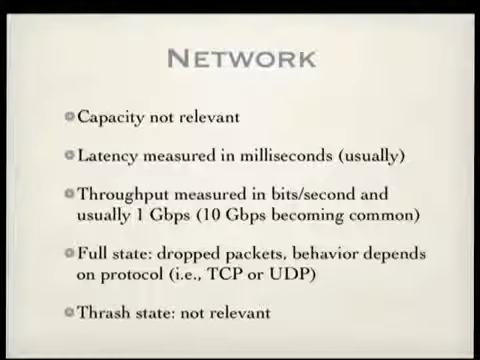 Network
Capacity not relevant
Latency measured in milliseconds (usually)
Throughput measured in bits/second and
usually 1 Gbps (10 Gbps becoming common)
Full state: dropped packets, behavior depends
on protocol (i.e., TCP or UDP)
Thrash state: not relevant